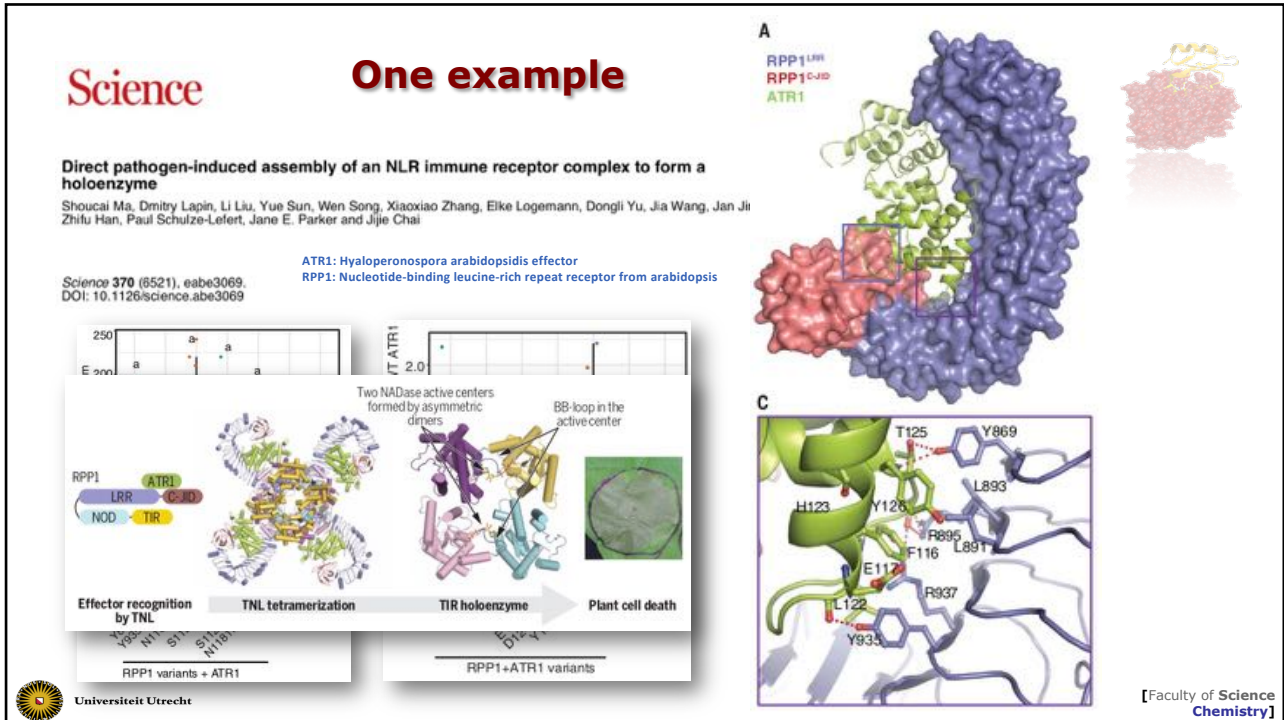 One example
Science
Direct pathogen-induced assembly of an NLR immune receptor complex to form a
holoenzyme
Shoucai Ma, Dmitry Lapin, Li Liu, Yue Sun, Wen Song, Xiaoxiao Zhang, Elke Logemann, Dongli Yu, Jia Wang, Jan
Zhifu Han, Paul Schulze-Lefert, Jane E. Parker and Jijie Chai
ATR1: Hyaloperonospora arabidopsidis effector
RPP1: Nucleotide-binding leucine-rich repeat receptor from arabidopsis
Science 370 (6521), eabe3069.
DOI: 10.1126/science.abe3069
250
a
a
a
a
200
WT ATR1
2.0
Two NADase active centers
formed by asymmetric
dimers
BB-loop in the
active center
RPP1
ATR1
LRR
C-JID
NOD
TIR
Effector recognition
by TNL
TNL tetramerization
TIR holoenzyme
Plant cell death
RPP1 variants + ATR1
RPP1+ATR1 variants
A
RPP1LRR
RPP1C-JID
ATR1
C
T125
Y869
H123
Y126
L893
R895
L891
F116
E117
R937
L122
Y935
Universiteit Utrecht
[Faculty of Science
Chemistry]